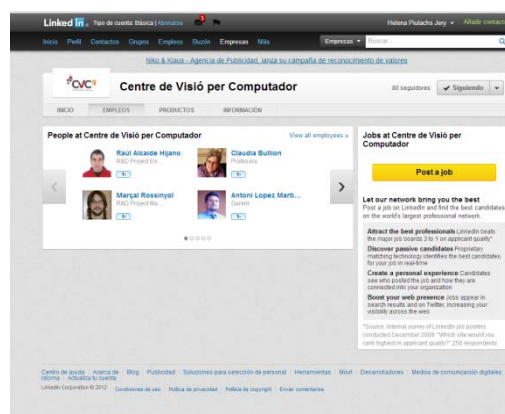 Linked in. Tipo de cuenta: Básica | Abonarse
Helena Piulachs Jery Añadir contactos
Inicio Perfil Contactos Grupos Empleos Buzón Empresas Más
Empresas Buscar...
Niko & Klaus - Agencia de Publicidad, lanza su campaña de reconocimiento de valores
CVC
Centre de Visió per Computador
80 seguidores Siguiendo
INICIO EMPLEOS PRODUCTOS INFORMACIÓN
People at Centre de Visió per Computador
View all employees »
Raúl Alcaide Hijano
R&D Project En...
Claudia Bullion
Professora
Marçal Rossinyol
R&D Project Ma...
Antoni Lopez Marti...
Gerent
Jobs at Centre de Visió per
Computador
Post a job
Let our network bring you the best
Post a job on LinkedIn and find the best candidates
on the world's largest professional network.
Attract the best professionals LinkedIn beats
the major job boards 3 to 1 on applicant quality*
Discover passive candidates Proprietary
matching technology identifies the best candidates
for your job in real-time
Create a personal experience Candidates
see who posted the job and how they are
connected into your organization
Boost your web presence Jobs appear in
search results and on Twitter, increasing your
visibility across the web
*Source: internal survey of LinkedIn job posters
conducted December 2009: "Which site would you
rank highest in applicant quality?" 250 respondents
Centro de ayuda Acerca de Blog Publicidad Soluciones para selección de personal Herramientas Móvil Desarrolladores Medios de comunicación digitales
Idioma Actualiza tu cuenta
LinkedIn Corporation © 2012 Condiciones de uso Política de privacidad Política de copyright Enviar comentarios